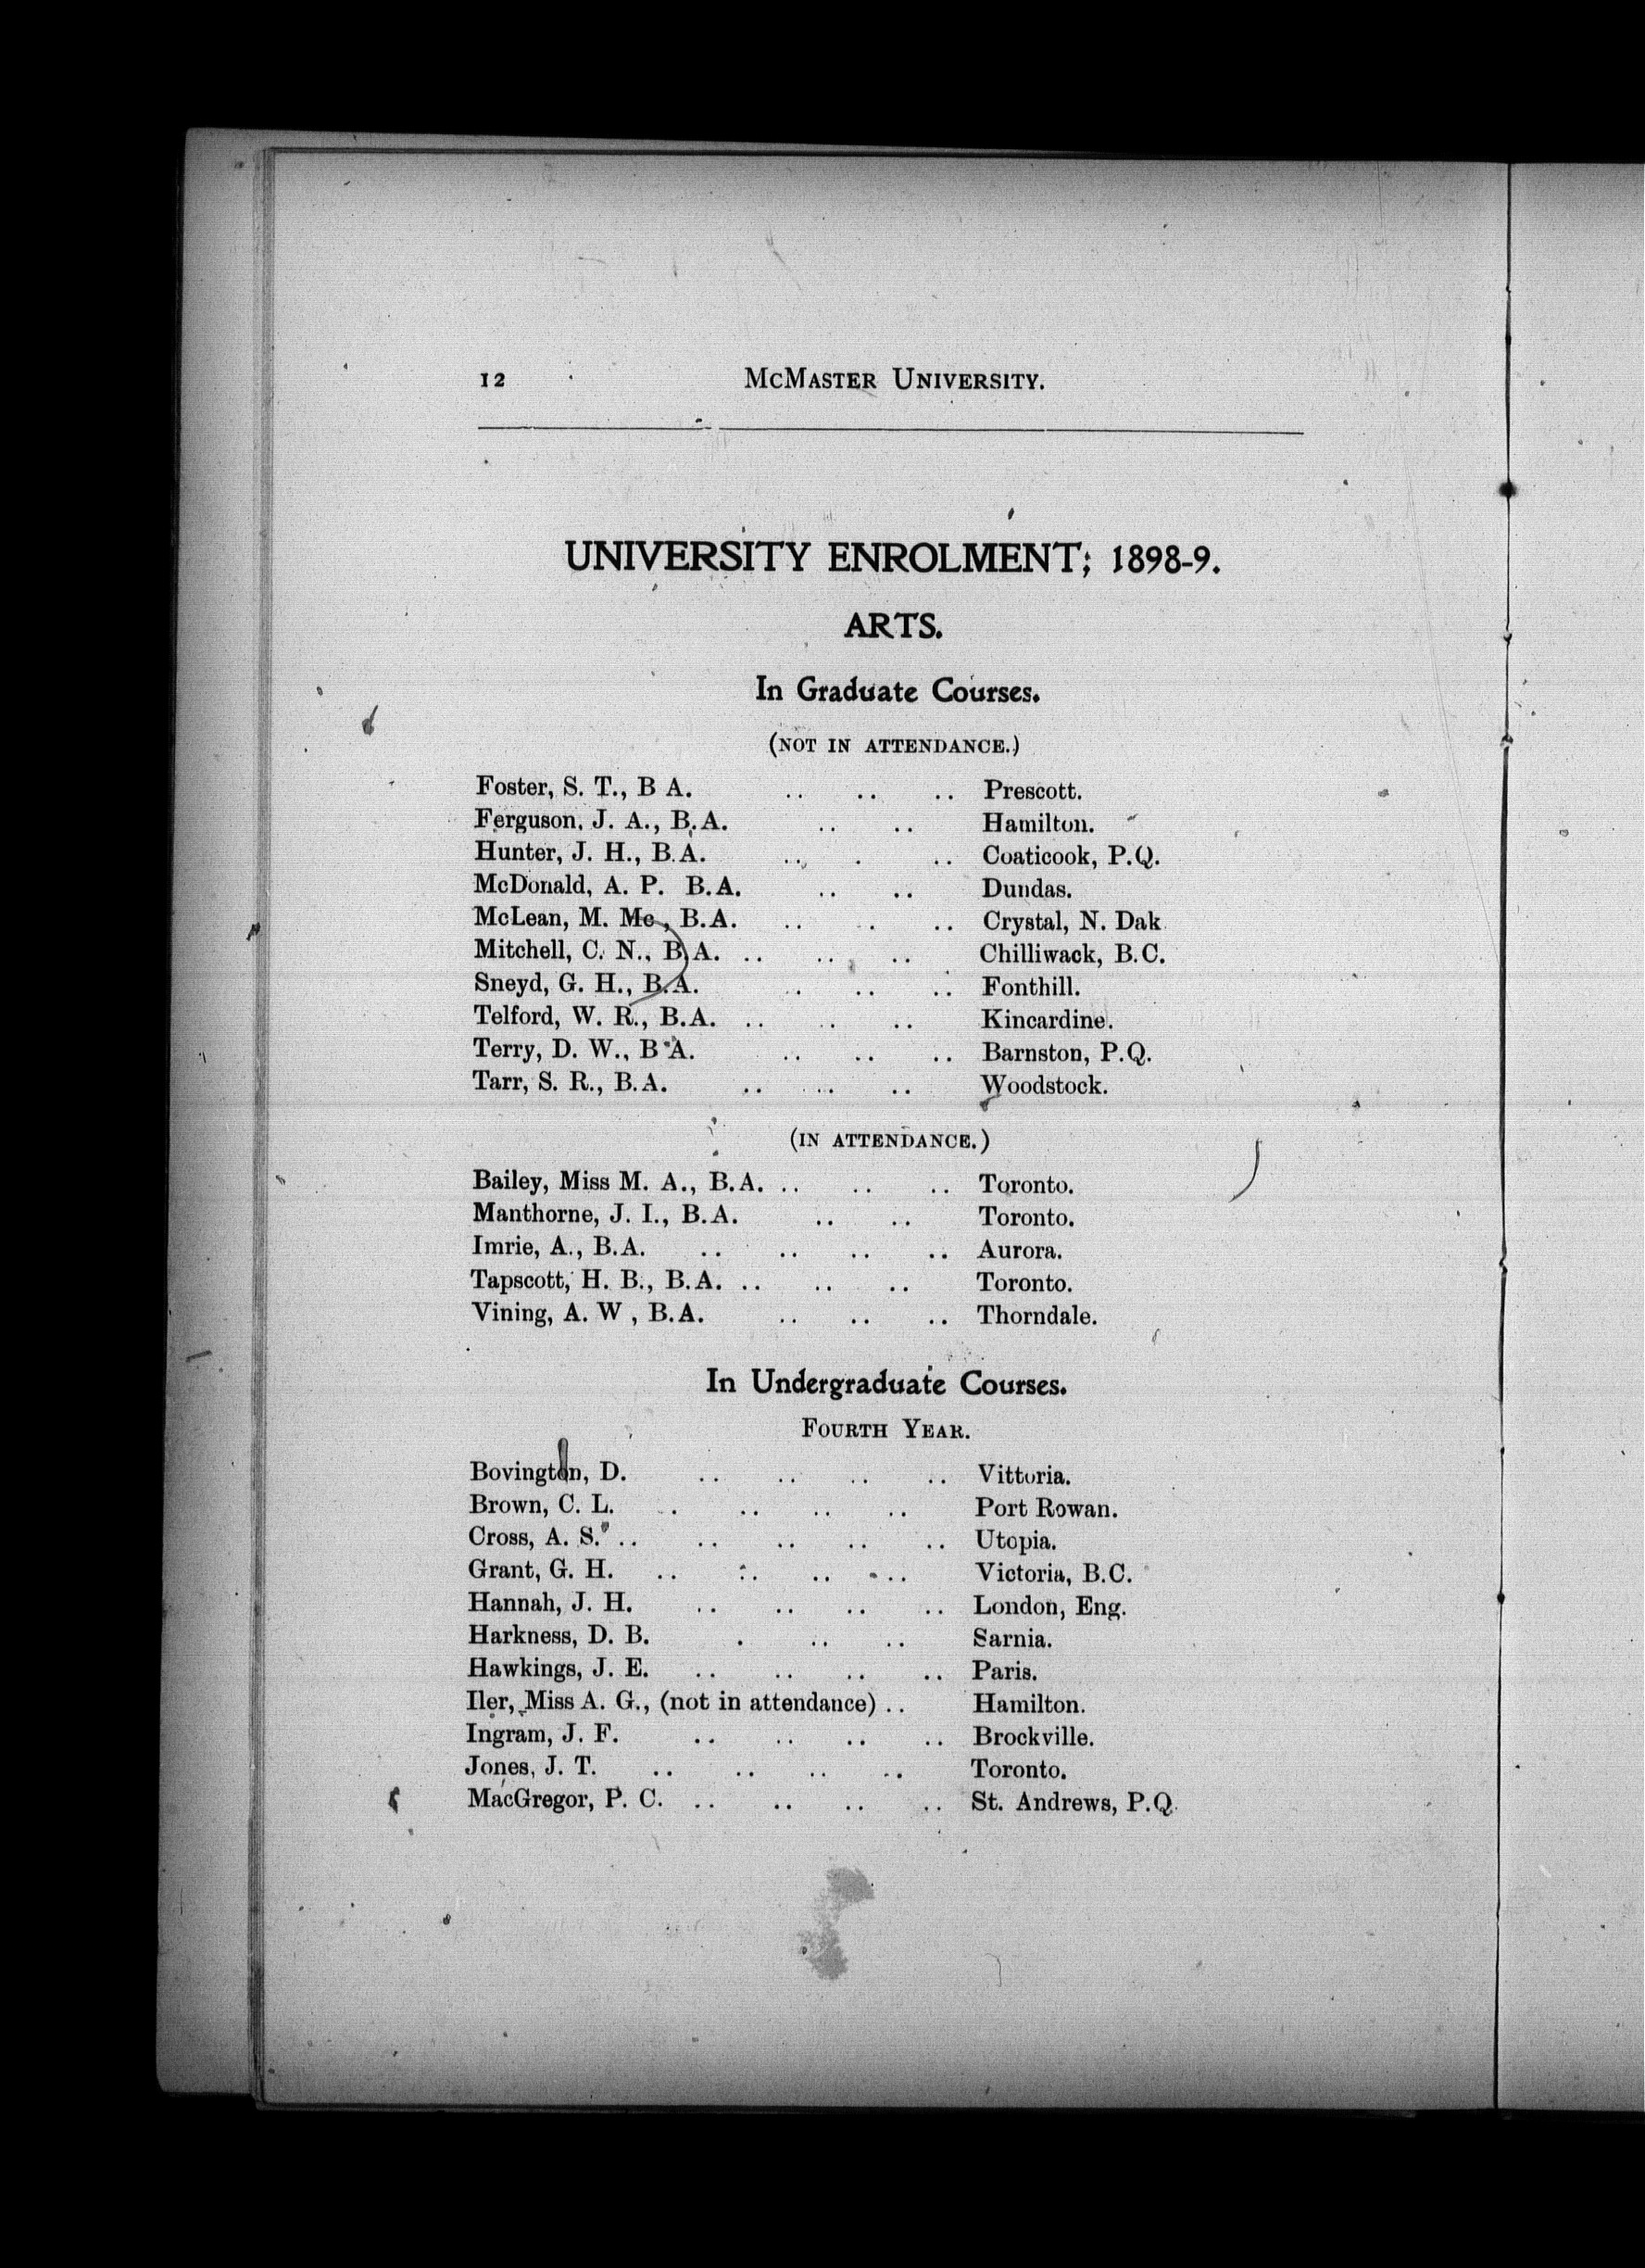 12 McMaster University.
UNIVERSITY ENROLMENT; 1898-9.
ARTS.
In Graduate Courses.
(NOT IN ATTENDANCE.)
Foster, S. T., B A. .. .. .. Prescott.
Ferguson, J. A., B.A. .. .. Hamilton.
Hunter, J. H., B.A. .. . .. Coaticook, P.Q.
McDonald, A. P. B.A. .. .. Dundas.
McLean, M. Mc, B.A. .. . .. Crystal, N. Dak
Mitchell, C. N., B A. .. .. .. Chilliwack, B.C.
Sneyd, G. H., B.A. . .. .. Fonthill.
Telford, W. R., B.A. .. .. .. Kincardine.
Terry, D. W., B A. .. .. .. Barnston, P.Q.
Tarr, S. R., B.A. .. .. .. Woodstock.
(IN ATTENDANCE.)
Bailey, Miss M. A., B.A. .. .. .. Toronto.
Manthorne, J. I., B.A. .. .. Toronto.
Imrie, A., B.A. .. .. .. .. Aurora.
Tapscott, H. B., B.A. .. .. .. Toronto.
Vining, A. W , B.A. .. .. .. Thorndale.
In Undergraduate Courses.
Fourth Year.
Bovington, D. .. .. .. .. Vittoria.
Brown, C. L. . .. .. .. Port Rowan.
Cross, A. S. .. .. .. .. .. Utopia.
Grant, G. H. .. .. .. .. Victoria, B.C.
Hannah, J. H. .. .. .. .. London, Eng.
Harkness, D. B. . .. .. Sarnia.
Hawkings, J. E. .. .. .. .. Paris.
Iler, Miss A. G., (not in attendance) .. Hamilton.
Ingram, J. F. .. .. .. .. Brockville.
Jones, J. T. .. .. .. .. Toronto.
MacGregor, P. C. .. .. .. .. St. Andrews, P.Q.